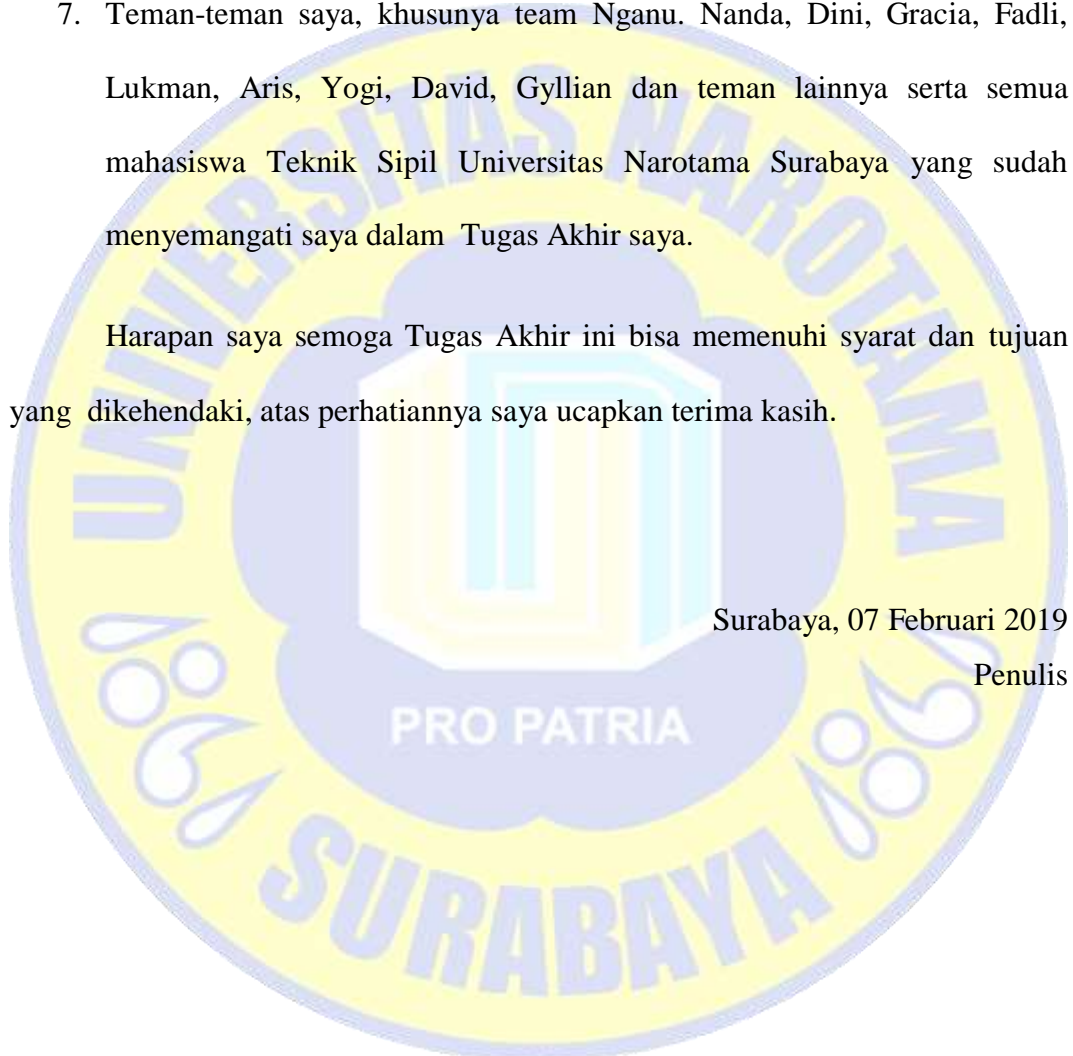 7. Teman-teman saya, khusunya team Nganu. Nanda, Dini, Gracia, Fadli,
Lukman, Aris, Yogi, David, Gyllian dan teman lainnya serta semua
mahasiswa Teknik Sipil Universitas Narotama Surabaya yang sudah
menyemangati saya dalam Tugas Akhir saya.
Harapan saya semoga Tugas Akhir ini bisa memenuhi syarat dan tujuan
yang dikehendaki, atas perhatiannya saya ucapkan terima kasih.
Surabaya, 07 Februari 2019
Penulis
UNIVERSITAS NAROTAMA
PRO PATRIA
SURABAYA